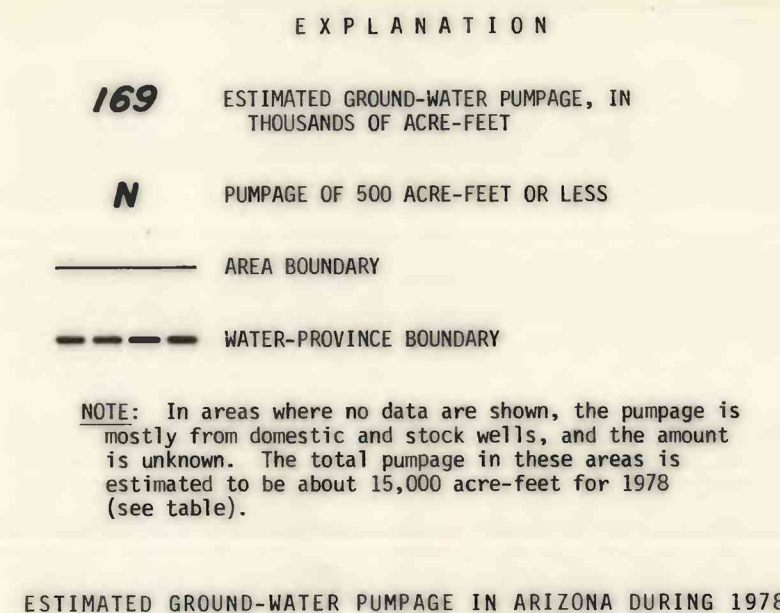 EXPLANATION
169 ESTIMATED GROUND-WATER PUMPAGE, IN
THOUSANDS OF ACRE-FEET
N PUMPAGE OF 500 ACRE-FEET OR LESS
AREA BOUNDARY
WATER-PROVINCE BOUNDARY
NOTE: In areas where no data are shown, the pumpage is
mostly from domestic and stock wells, and the amount
is unknown. The total pumpage in these areas is
estimated to be about 15,000 acre-feet for 1978
(see table).
ESTIMATED GROUND-WATER PUMPAGE IN ARIZONA DURING 1978